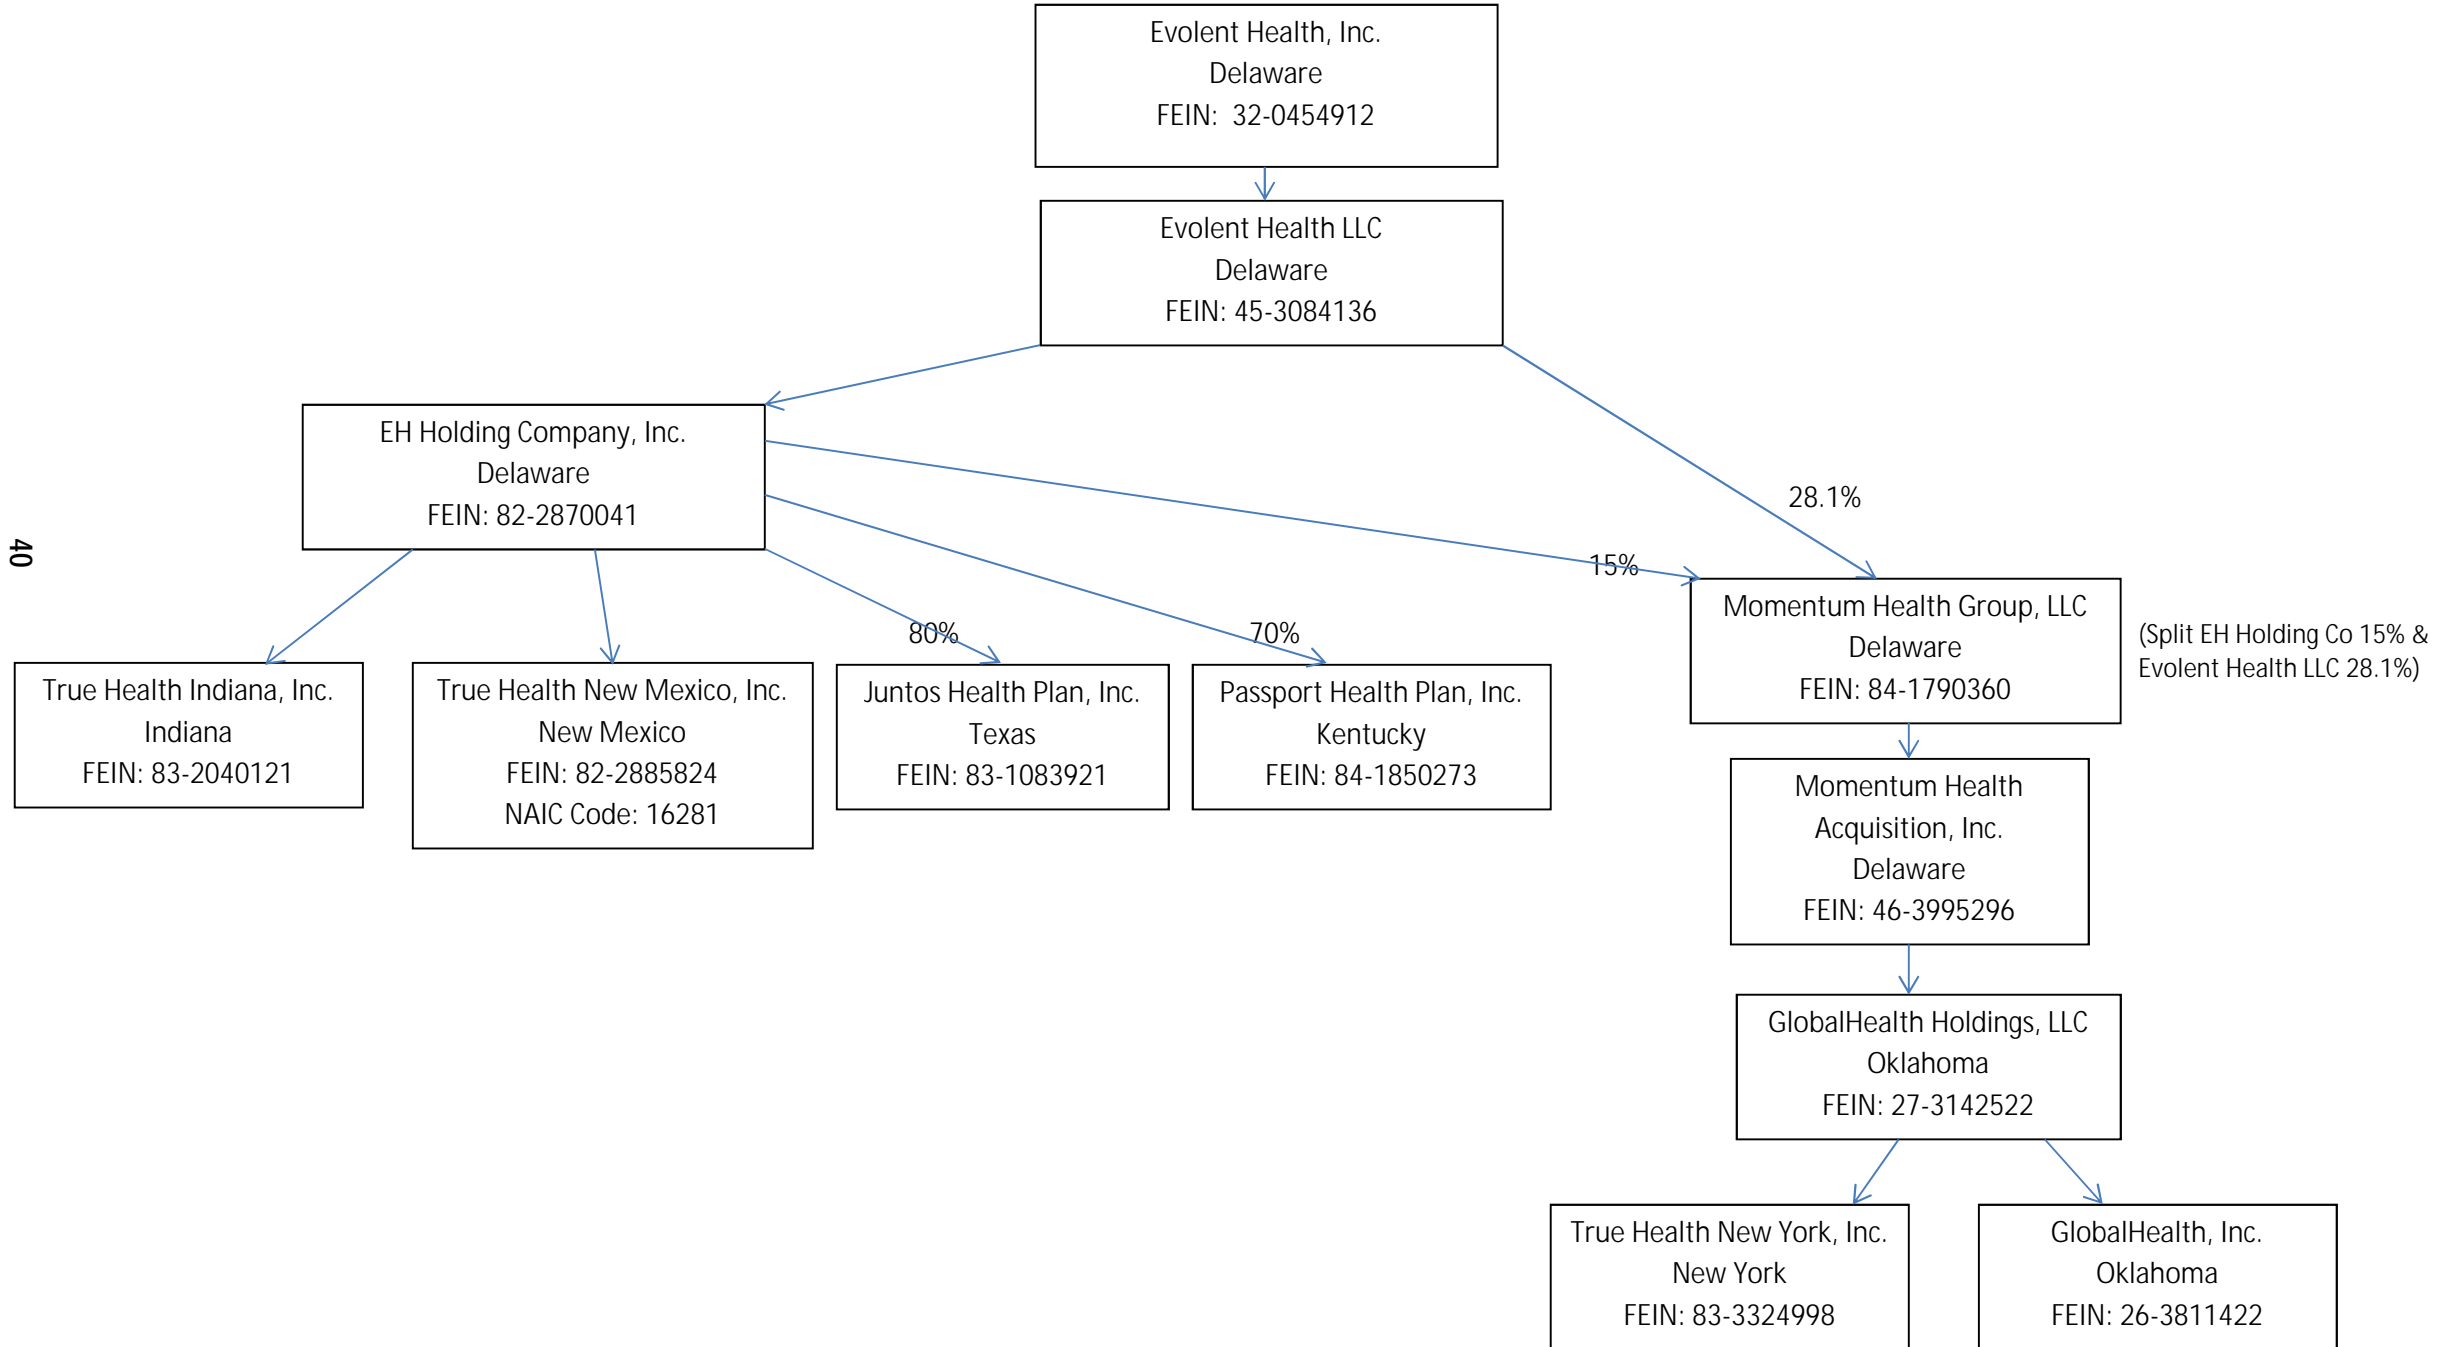 Evolent Health, Inc.
Delaware
FEIN:  32-0454912
Evolent Health LLC
Delaware
FEIN: 45-3084136
EH Holding Company, Inc.
Delaware
FEIN: 82-2870041
28.1%
15%
40
Momentum Health Group, LLC
Delaware
FEIN: 84-1790360
(Split EH Holding Co 15% &
Evolent Health LLC 28.1%)
80%
70%
True Health Indiana, Inc.
Indiana
FEIN: 83-2040121
True Health New Mexico, Inc.
New Mexico
FEIN: 82-2885824
NAIC Code: 16281
Juntos Health Plan, Inc.
Texas
FEIN: 83-1083921
Passport Health Plan, Inc.
Kentucky
FEIN: 84-1850273
Momentum Health
Acquisition, Inc.
Delaware
FEIN: 46-3995296
GlobalHealth Holdings, LLC
Oklahoma
FEIN: 27-3142522
True Health New York, Inc.
New York
FEIN: 83-3324998
GlobalHealth, Inc.
Oklahoma
FEIN: 26-3811422